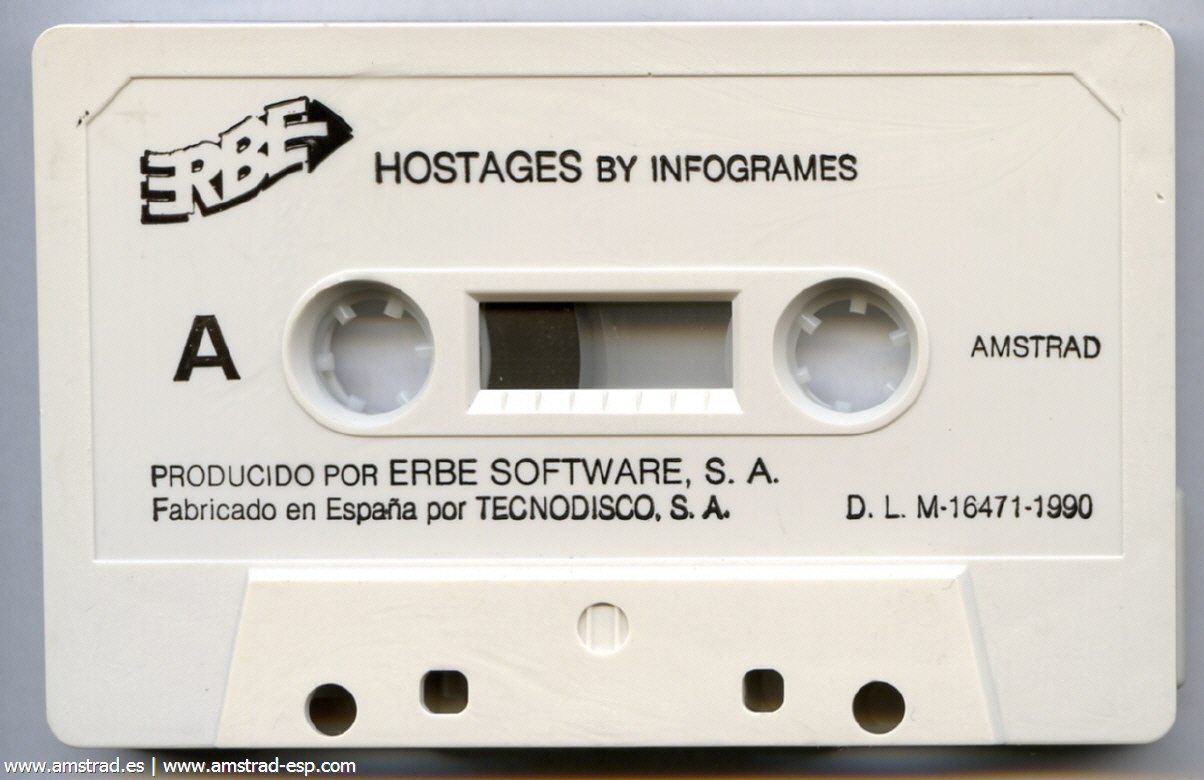 ERBE
HOSTAGES BY INFOGRAMES
A
AMSTRAD
PRODUCIDO POR ERBE SOFTWARE, S. A.
Fabricado en España por TECNODISCO, S. A.
D. L. M-16471-1990
www.amstrad.es | www.amstrad-esp.com